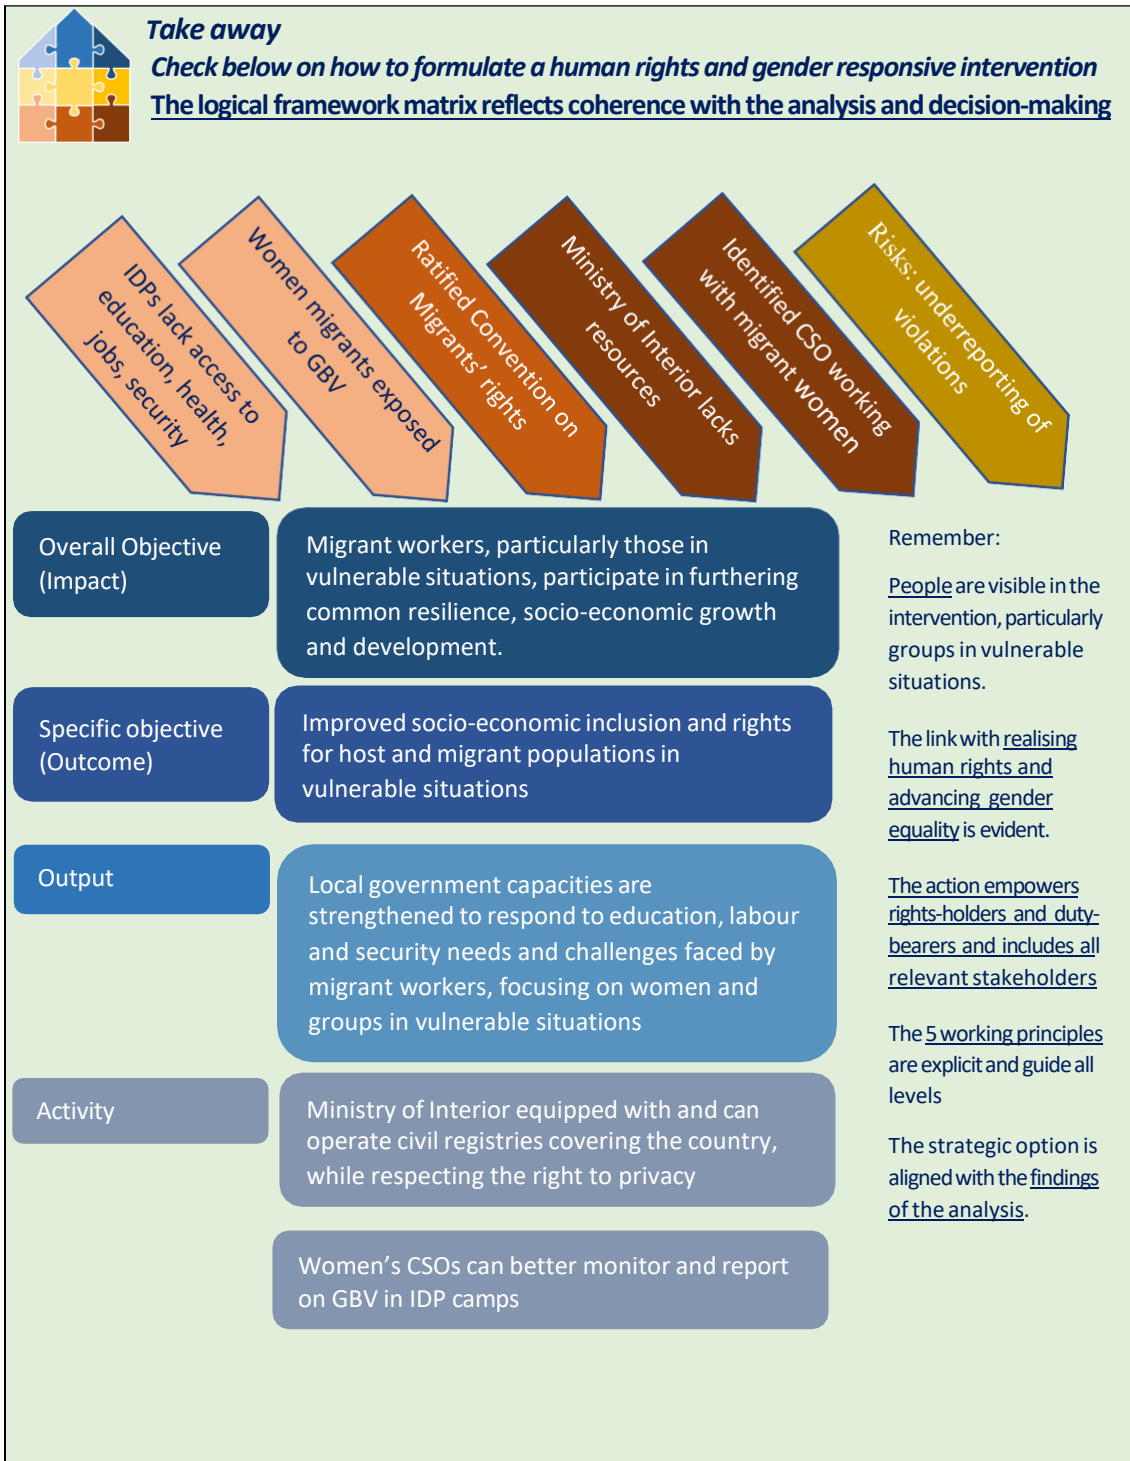 Take away
Check below on how to formulate a human rights and gender responsive intervention
The logical framework matrix reflects coherence with the analysis and decision-making
IDPs lack access to
education, health,
jobs, security
Women migrants exposed
to GBV
Ratified Convention on
Migrants’ rights
Ministry of Interior lacks
resources
Identified CSO working
with migrant women
Risks: underreporting of
violations
Overall Objective
(Impact)
Migrant workers, particularly those in
vulnerable situations, participate in furthering
common resilience, socio-economic growth
and development.
Specific objective
(Outcome)
Improved socio-economic inclusion and rights
for host and migrant populations in
vulnerable situations
Output
Local government capacities are
strengthened to respond to education, labour
and security needs and challenges faced by
migrant workers, focusing on women and
groups in vulnerable situations
Activity
Ministry of Interior equipped with and can
operate civil registries covering the country,
while respecting the right to privacy
Women’s CSOs can better monitor and report
on GBV in IDP camps
Remember:
People are visible in the
intervention, particularly
groups in vulnerable
situations.
The link with realising
human rights and
advancing gender
equality is evident.
The action empowers
rights-holders and duty-
bearers and includes all
relevant stakeholders
The 5 working principles
are explicit and guide all
levels
The strategic option is
aligned with the findings
of the analysis.